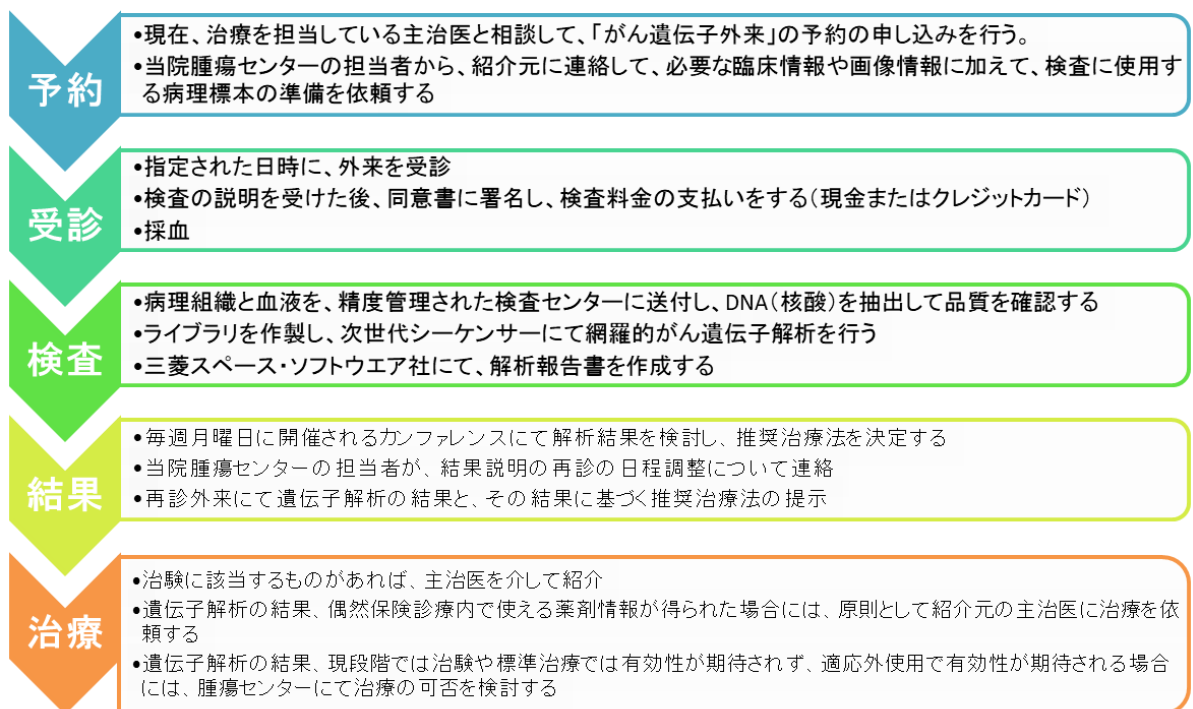 予約
•現在、治療を担当している主治医と相談して、「がん遺伝子外来」の予約の申し込みを行う。
•当院腫瘍センターの担当者から、紹介元に連絡して、必要な臨床情報や画像情報に加えて、検査に使用す
る病理標本の準備を依頼する
受診
•指定された日時に、外来を受診
•検査の説明を受けた後、同意書に署名し、検査料金の支払いをする(現金またはクレジットカード)
•採血
検査
•病理組織と血液を、精度管理された検査センターに送付し、DNA(核酸)を抽出して品質を確認する
•ライブラリを作製し、次世代シーケンサーにて網羅的がん遺伝子解析を行う
•三菱スペース・ソフトウエア社にて、解析報告書を作成する
結果
•毎週月曜日に開催されるカンファレンスにて解析結果を検討し、推奨治療法を決定する
•当院腫瘍センターの担当者が、結果説明の再診の日程調整について連絡
•再診外来にて遺伝子解析の結果と、その結果に基づく推奨治療法の提示
治療
•治験に該当するものがあれば、主治医を介して紹介
•遺伝子解析の結果、偶然保険診療内で使える薬剤情報が得られた場合には、原則として紹介元の主治医に治療を依
頼する
•遺伝子解析の結果、現段階では治験や標準治療では有効性が期待されず、適応外使用で有効性が期待される場合
には、腫瘍センターにて治療の可否を検討する